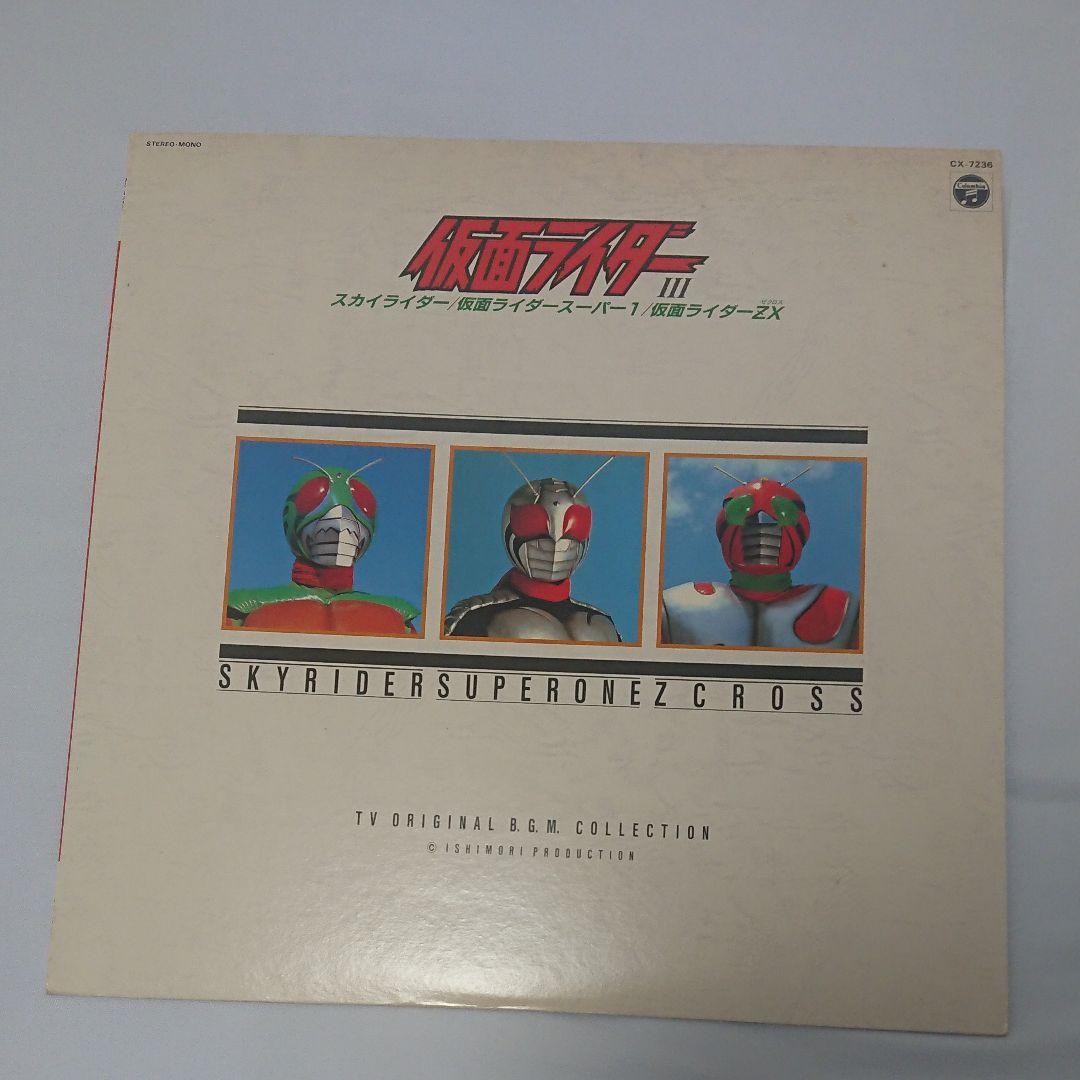 STEREO・MONO
CX-7236
Columbia
仮面ライダー
III
ゼクロス
スカイライダー/仮面ライダースーパー1/仮面ライダーZX
SKYRIDER SUPERONE Z CROSS
TV ORIGINAL B.G.M. COLLECTION
© ISHIMORI PRODUCTION